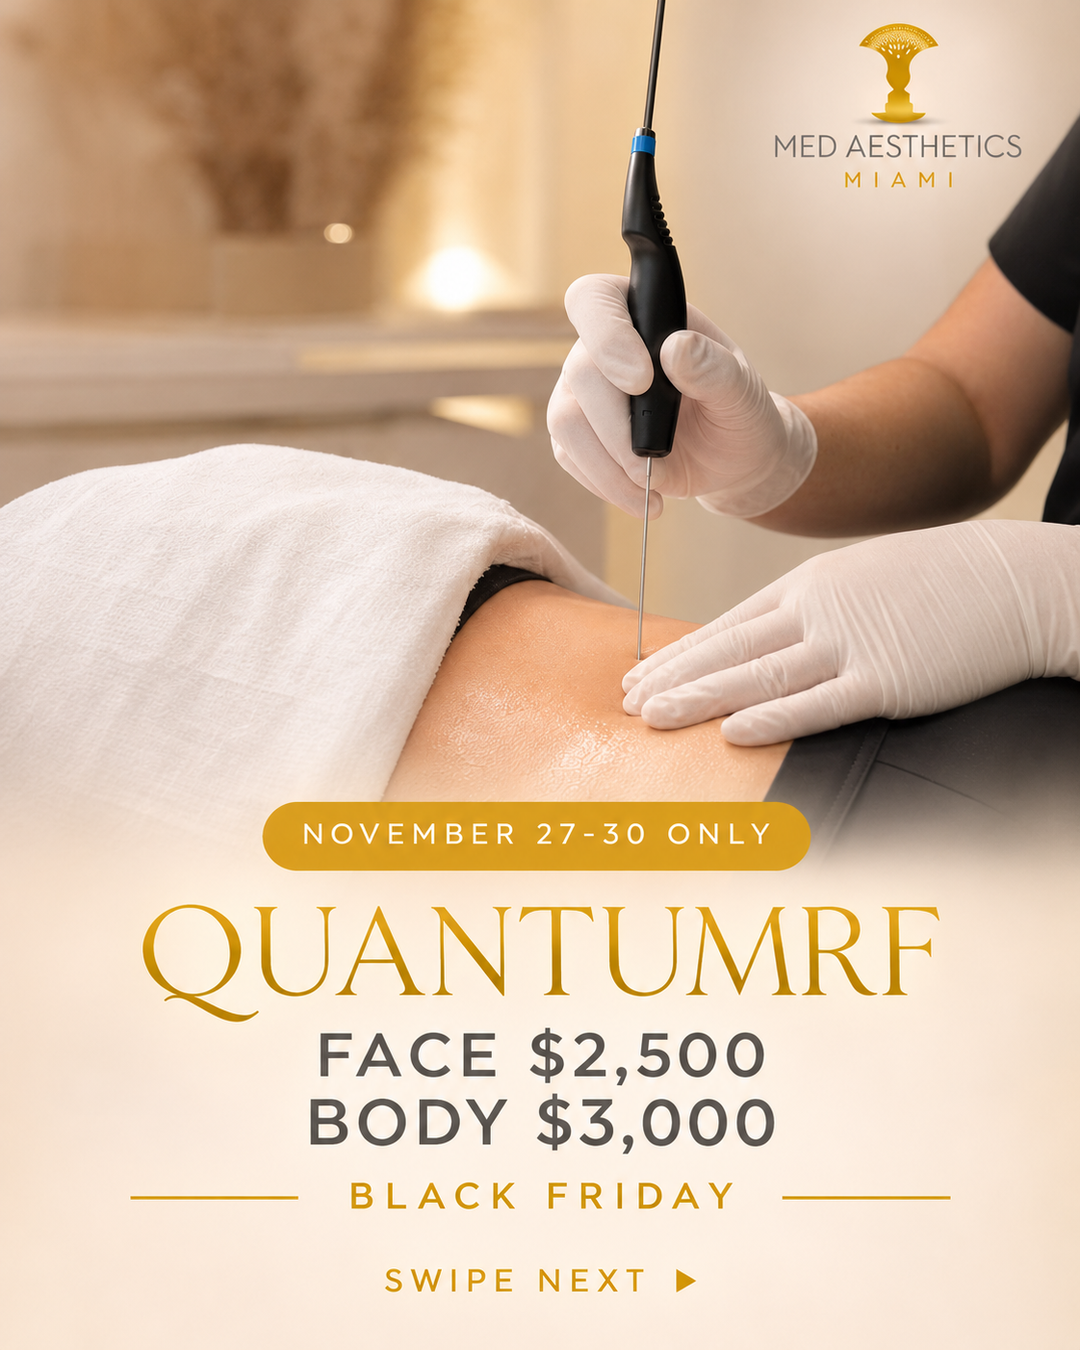 MED AESTHETICS
MIAMI
NOVEMBER 27-30 ONLY
QUANTUMRF
FACE $2,500
BODY $3,000
BLACK FRIDAY
SWIPE NEXT ▶